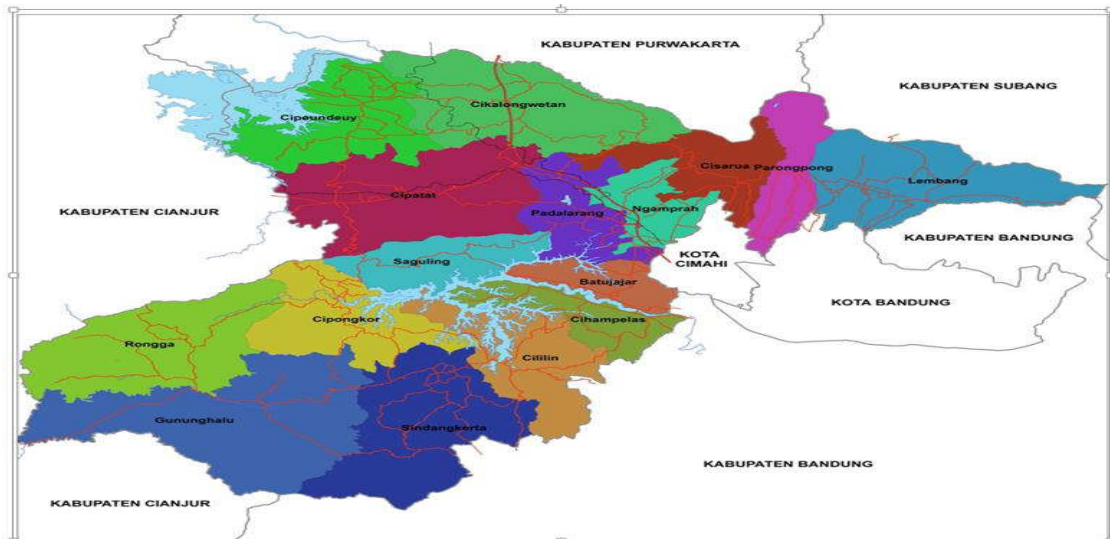 KABUPATEN PURWAKARTA
KABUPATEN SUBANG
Cikalongwetan
Cipeundeuy
Cisarua
Parongpong
Lembang
Cipatat
KABUPATEN CIANJUR
Padalarang
Ngamprah
KABUPATEN BANDUNG
KOTA
CIMAHI
Saguling
Batujajar
KOTA BANDUNG
Cipongkor
Cihampelas
Rongga
Cililin
Gununghalu
Sindangkerta
KABUPATEN BANDUNG
KABUPATEN CIANJUR